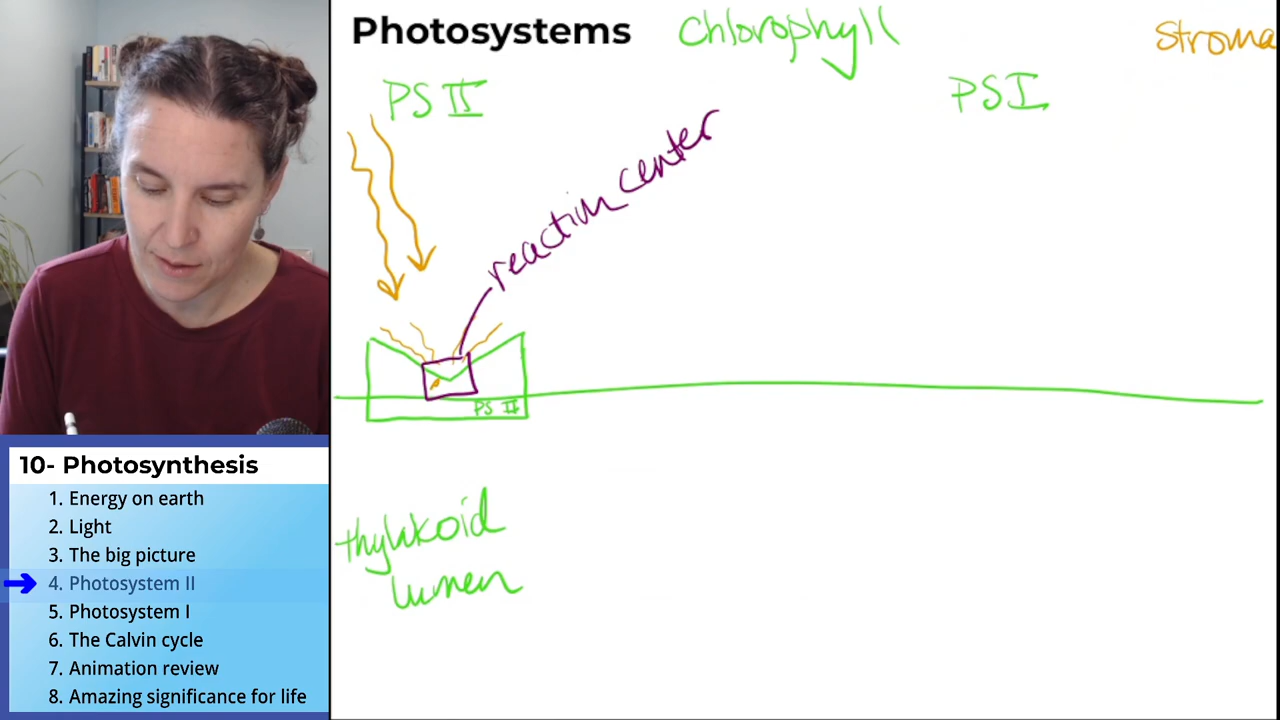 Photosystems
Chlorophyll
Stroma
PS II
PS I
reaction center
PS II
thylakoid
lumen
10- Photosynthesis
1. Energy on earth
2. Light
3. The big picture
4. Photosystem II
5. Photosystem I
6. The Calvin cycle
7. Animation review
8. Amazing significance for life